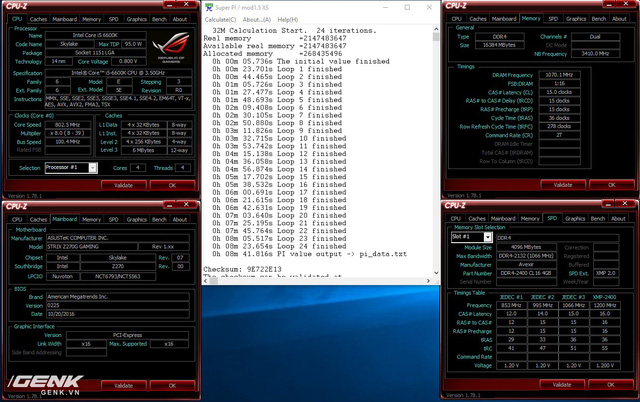 CPU-Z
CPU Caches Mainboard Memory SPD Graphics Bench About
Processor
Name Intel Core i5 6600K
Code Name Skylake Max TDP 95.0 W
Package Socket 1151 LGA
Technology 14 nm Core Voltage 0.800 V
REPUBLIC OF GAMERS
Specification Intel® Core™ i5-6600K CPU @ 3.50GHz
Family 6 Model E Stepping 3
Ext. Family 6 Ext. Model 5E Revision R0
Instructions MMX, SSE, SSE2, SSE3, SSSE3, SSE4.1, SSE4.2, EM64T, VT-x, AES, AVX, AVX2, FMA3, TSX
Clocks (Core #0)
Core Speed 802.5 MHz
Multiplier x 8.0 (8 - 39)
Bus Speed 100.4 MHz
Rated FSB
Caches
L1 Data 4 x 32 KBytes 8-way
L1 Inst. 4 x 32 KBytes 8-way
Level 2 4 x 256 KBytes 4-way
Level 3 6 MBytes 12-way
Selection Processor #1 Cores 4 Threads 4
Ver. 1.78.1 Validate OK
CPU-Z
CPU Caches Mainboard Memory SPD Graphics Bench About
Motherboard
Manufacturer ASUSTeK COMPUTER INC.
Model STRIX Z270G GAMING Rev 1.xx
Chipset Intel Skylake Rev. 07
Southbridge Intel Z270 Rev. 00
LPCIO Nuvoton NCT6793/NCT5563
BIOS
Brand American Megatrends Inc.
Version 0225
Date 10/20/2016
Graphic Interface
Version PCI-Express
Link Width x16 Max. Supported x16
Side Band Addressing
Ver. 1.78.1 Validate OK
/GENK
GENK.VN
Super PI / mod1.5 XS
Calculate(C) About...(A) Help(H)
32M Calculation Start. 24 iterations.
Real memory =2147483647
Available real memory =2147483647
Allocated memory =268435496
0h 00m 05.736s The initial value finished
0h 00m 23.701s Loop 1 finished
0h 00m 44.465s Loop 2 finished
0h 01m 05.726s Loop 3 finished
0h 01m 27.477s Loop 4 finished
0h 01m 48.693s Loop 5 finished
0h 02m 09.408s Loop 6 finished
0h 02m 30.105s Loop 7 finished
0h 02m 50.880s Loop 8 finished
0h 03m 11.826s Loop 9 finished
0h 03m 32.715s Loop 10 finished
0h 03m 53.742s Loop 11 finished
0h 04m 15.138s Loop 12 finished
0h 04m 36.058s Loop 13 finished
0h 04m 56.874s Loop 14 finished
0h 05m 17.702s Loop 15 finished
0h 05m 38.532s Loop 16 finished
0h 06m 00.691s Loop 17 finished
0h 06m 21.615s Loop 18 finished
0h 06m 42.631s Loop 19 finished
0h 07m 03.640s Loop 20 finished
0h 07m 25.195s Loop 21 finished
0h 07m 45.764s Loop 22 finished
0h 08m 05.517s Loop 23 finished
0h 08m 23.654s Loop 24 finished
0h 08m 41.816s PI value output -> pi_data.txt
Checksum: 9E722E13
The checksum can be validated at
CPU-Z
CPU Caches Mainboard Memory SPD Graphics Bench About
General
Type DDR4 Channels # Dual
Size 16384 MBytes DC Mode
NB Frequency 3410.0 MHz
Timings
DRAM Frequency 1070.1 MHz
FSB:DRAM 1:16
CAS# Latency (CL) 15.0 clocks
RAS# to CAS# Delay (tRCD) 15 clocks
RAS# Precharge (tRP) 15 clocks
Cycle Time (tRAS) 36 clocks
Row Refresh Cycle Time (tRFC) 278 clocks
Command Rate (CR) 2T
DRAM Idle Timer
Total CAS# (tRDRAM)
Row To Column (tRCD)
Ver. 1.78.1 Validate OK
CPU-Z
CPU Caches Mainboard Memory SPD Graphics Bench About
Memory Slot Selection
Slot #1 DDR4
Module Size 4096 MBytes Correction
Max Bandwidth DDR4-2132 (1066 MHz) Registered
Manufacturer Avexir Buffered
Part Number DDR4-2400 CL16 4GB SPD Ext. XMP 2.0
Serial Number Week/Year
Timings Table
JEDEC #1 JEDEC #2 JEDEC #3 XMP-2400
Frequency 853 MHz 995 MHz 1066 MHz 1200 MHz
CAS# Latency 12.0 14.0 15.0 16.0
RAS# to CAS# 12 15 15 16
RAS# Precharge 12 15 15 16
tRAS 29 33 36 36
tRC 41 47 51 55
Command Rate
Voltage 1.20 V 1.20 V 1.20 V 1.200 V
Ver. 1.78.1 Validate OK